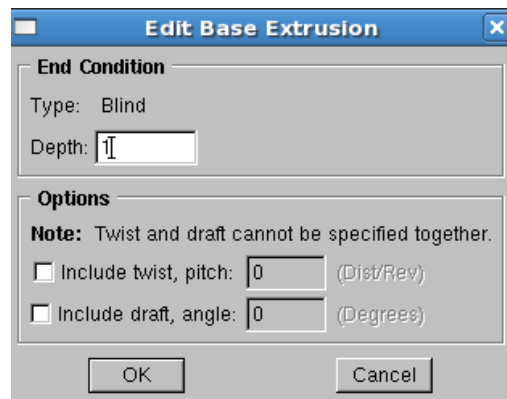 Edit Base Extrusion
End Condition
Type: Blind
Depth: 1
Options
Note: Twist and draft cannot be specified together.
Include twist, pitch: 0 (Dist/Rev)
Include draft, angle: 0 (Degrees)
OK Cancel